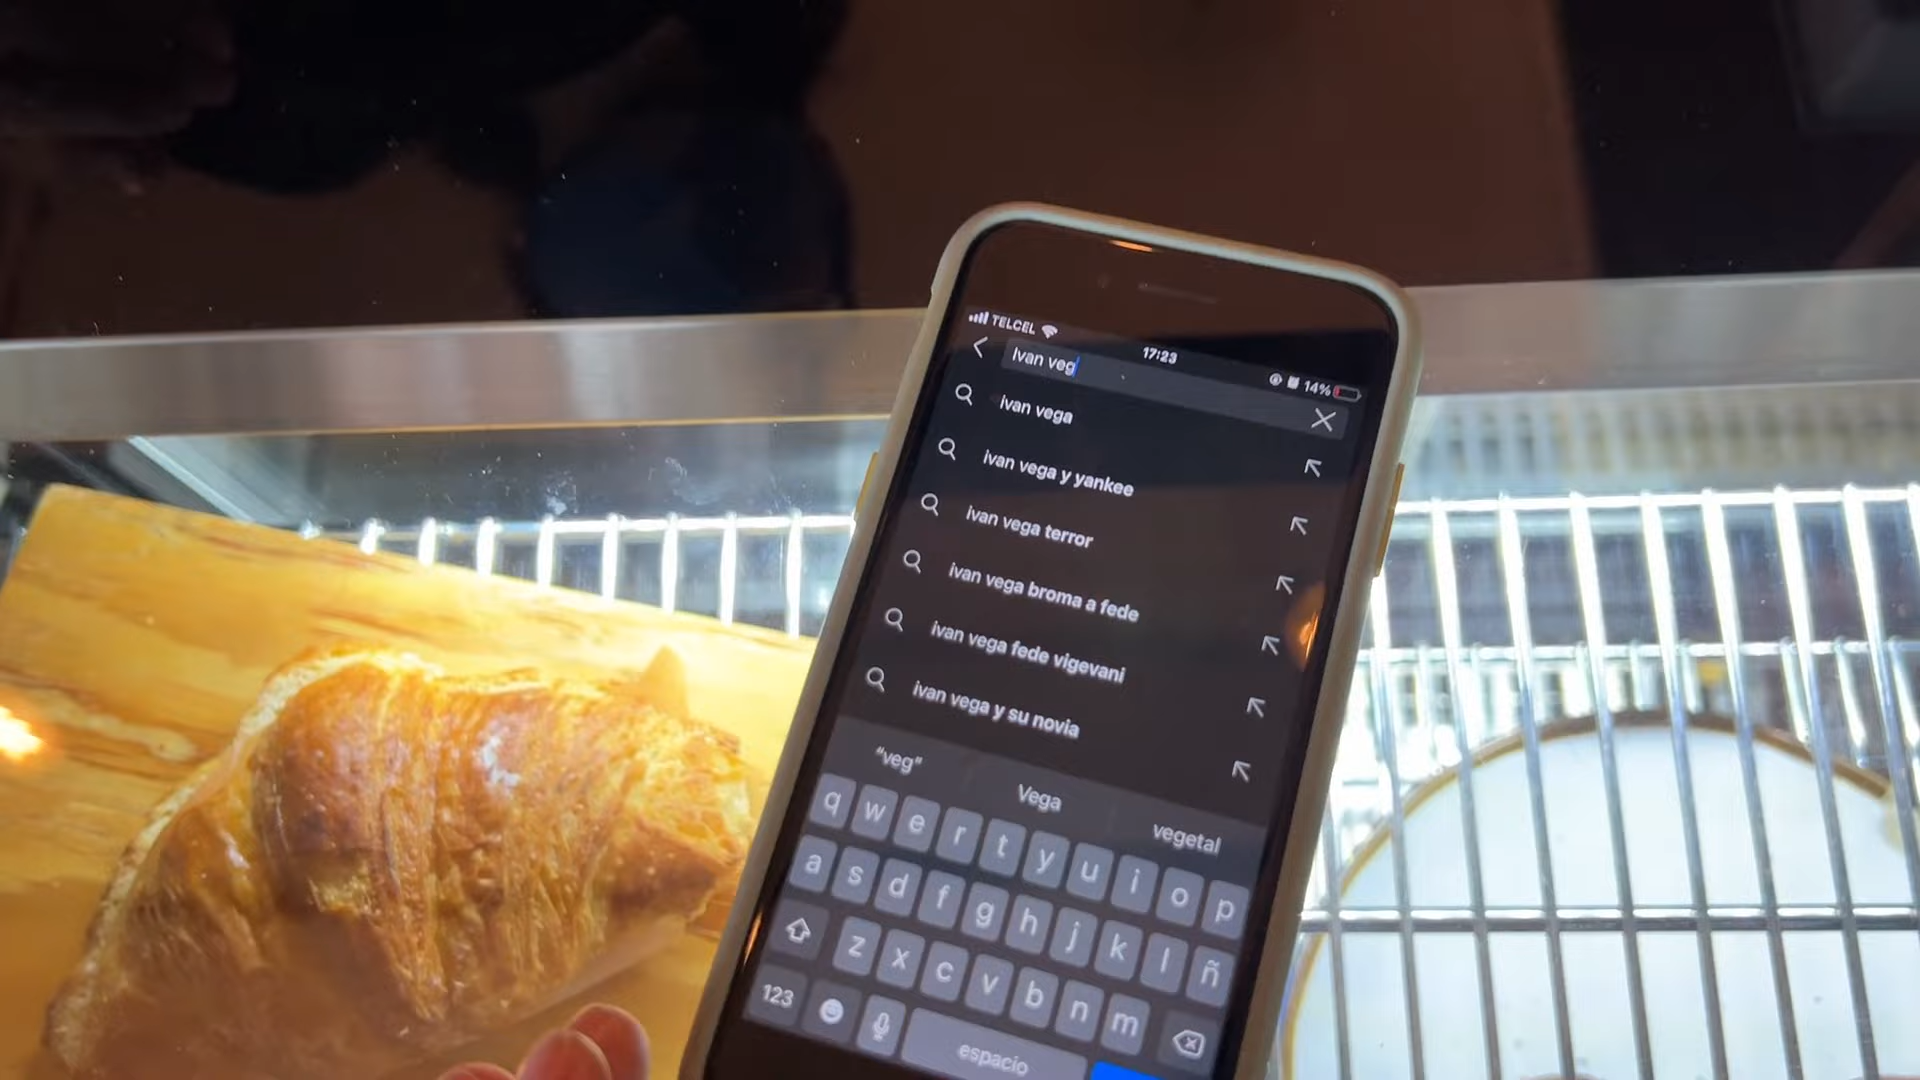 TELCEL 17:23 14%
Ivan veg
ivan vega
ivan vega y yankee
ivan vega terror
ivan vega broma a fede
ivan vega fede vigevani
ivan vega y su novia
“veg” Vega vegetal
q w e r t y u i o p
a s d f g h j k l ñ
z x c v b n m
123 espacio